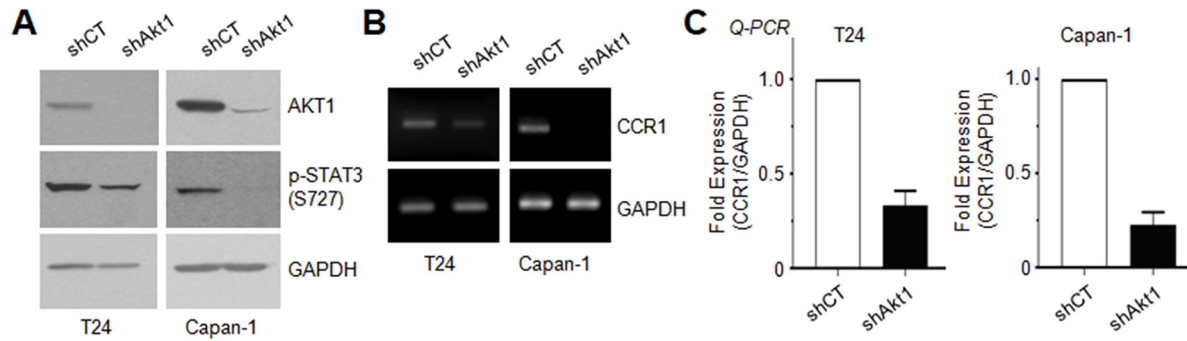 A
shCT
shAkt1
shCT
shAkt1
AKT1
p-STAT3
(S727)
GAPDH
T24
Capan-1
B
shCT
shAkt1
shCT
shAkt1
CCR1
GAPDH
T24
Capan-1
C
Q-PCR
T24
Fold Expression
(CCR1/GAPDH)
1.0
0.5
0
shCT
shAkt1
Capan-1
Fold Expression
(CCR1/GAPDH)
1.0
0.5
0
shCT
shAkt1